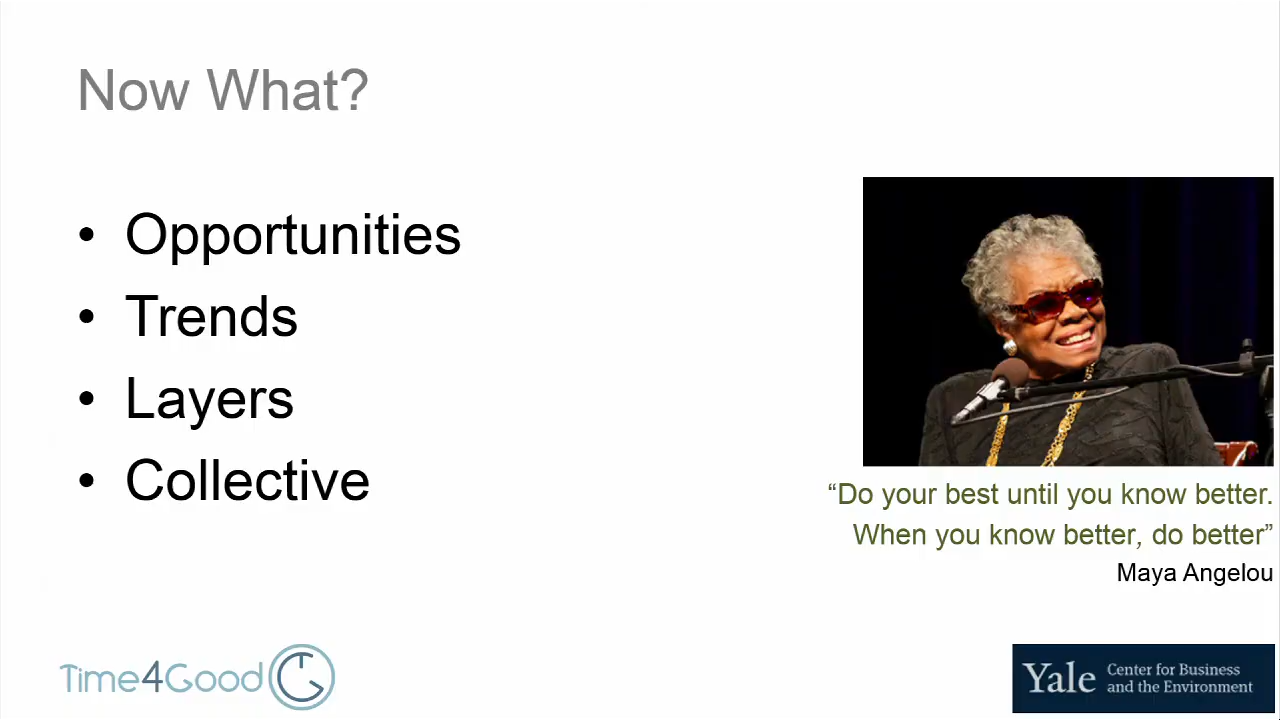 Now What?
• Opportunities
• Trends
• Layers
• Collective
“Do your best until you know better.
When you know better, do better”
Maya Angelou
Time4Good
Yale Center for Business
and the Environment